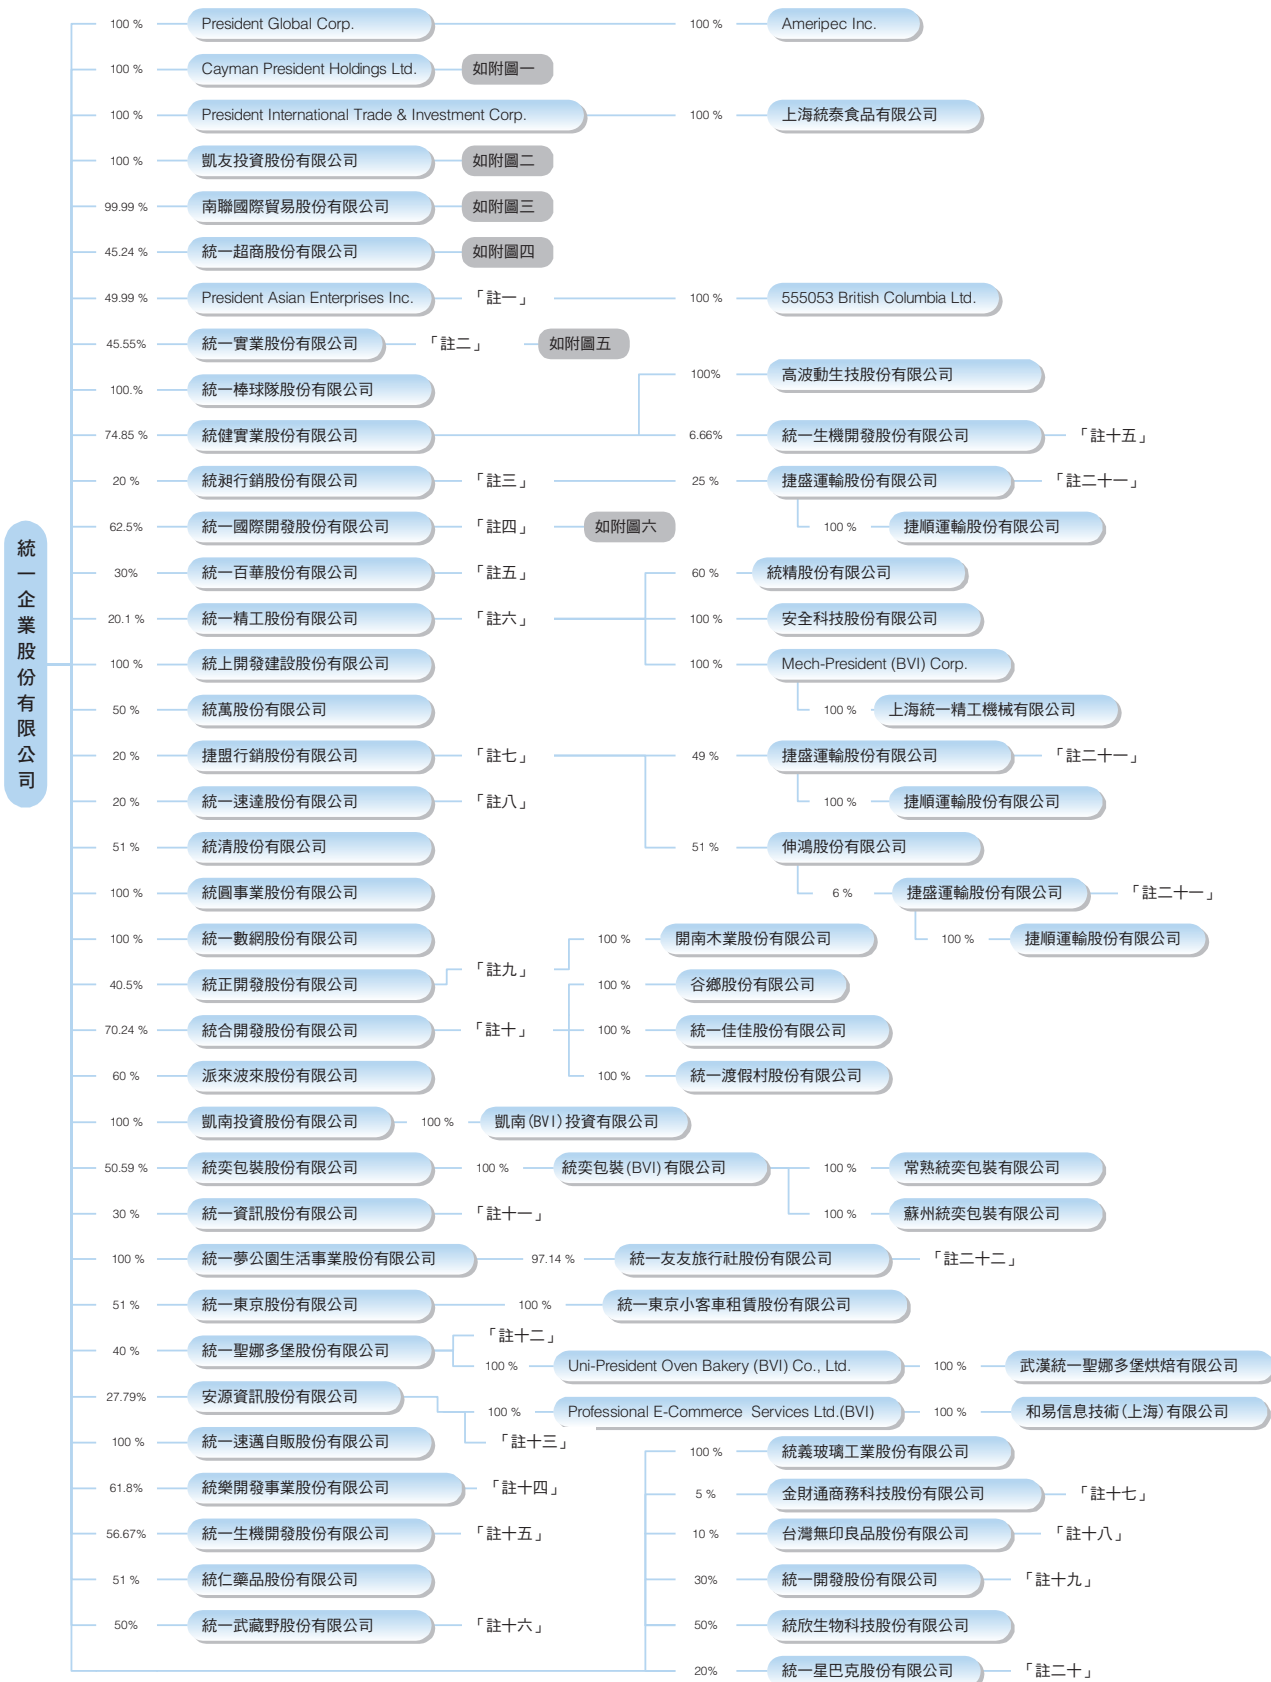 統一企業股份有限公司
100 % President Global Corp. 100 % Ameripec Inc.
100 % Cayman President Holdings Ltd. 如附圖一
100 % President International Trade & Investment Corp. 100 % 上海統泰食品有限公司
100 % 凱友投資股份有限公司 如附圖二
99.99 % 南聯國際貿易股份有限公司 如附圖三
45.24 % 統一超商股份有限公司 如附圖四
49.99 % President Asian Enterprises Inc. 「註一」 100 % 555053 British Columbia Ltd.
45.55% 統一實業股份有限公司 「註二」 如附圖五
100% 高波動生技股份有限公司
100.% 統一棒球隊股份有限公司
74.85 % 統健實業股份有限公司 6.66% 統一生機開發股份有限公司 「註十五」
20 % 統昶行銷股份有限公司 「註三」 25 % 捷盛運輸股份有限公司 「註二十一」
62.5% 統一國際開發股份有限公司 「註四」 如附圖六 100 % 捷順運輸股份有限公司
30% 統一百華股份有限公司 「註五」 60 % 統精股份有限公司
20.1 % 統一精工股份有限公司 「註六」 100 % 安全科技股份有限公司
100 % 統上開發建設股份有限公司 100 % Mech-President (BVI) Corp.
50 % 統萬股份有限公司 100 % 上海統一精工機械有限公司
20 % 捷盟行銷股份有限公司 「註七」 49 % 捷盛運輸股份有限公司 「註二十一」
20 % 統一速達股份有限公司 「註八」 100 % 捷順運輸股份有限公司
51 % 統清股份有限公司 51 % 伸鴻股份有限公司
100 % 統圓事業股份有限公司 6 % 捷盛運輸股份有限公司 「註二十一」
100 % 統一數網股份有限公司 100 % 開南木業股份有限公司 100 % 捷順運輸股份有限公司
40.5% 統正開發股份有限公司 「註九」 100 % 谷鄉股份有限公司
70.24 % 統合開發股份有限公司 「註十」 100 % 統一佳佳股份有限公司
60 % 派來波來股份有限公司 100 % 統一渡假村股份有限公司
100 % 凱南投資股份有限公司 100 % 凱南(BVI)投資有限公司
50.59 % 統奕包裝股份有限公司 100 % 統奕包裝(BVI)有限公司 100 % 常熟統奕包裝有限公司
30 % 統一資訊股份有限公司 「註十一」 100 % 蘇州統奕包裝有限公司
100 % 統一夢公園生活事業股份有限公司 97.14 % 統一友友旅行社股份有限公司 「註二十二」
51 % 統一東京股份有限公司 100 % 統一東京小客車租賃股份有限公司
「註十二」
40 % 統一聖娜多堡股份有限公司 100 % Uni-President Oven Bakery (BVI) Co., Ltd. 100 % 武漢統一聖娜多堡烘焙有限公司
27.79% 安源資訊股份有限公司 100 % Professional E-Commerce Services Ltd.(BVI) 100 % 和易信息技術(上海)有限公司
「註十三」
100 % 統一速邁自販股份有限公司 100 % 統義玻璃工業股份有限公司
61.8% 統樂開發事業股份有限公司 「註十四」 5 % 金財通商務科技股份有限公司 「註十七」
56.67% 統一生機開發股份有限公司 「註十五」 10 % 台灣無印良品股份有限公司 「註十八」
51 % 統仁藥品股份有限公司 30% 統一開發股份有限公司 「註十九」
50% 統一武藏野股份有限公司 「註十六」 50% 統欣生物科技股份有限公司
20% 統一星巴克股份有限公司 「註二十」